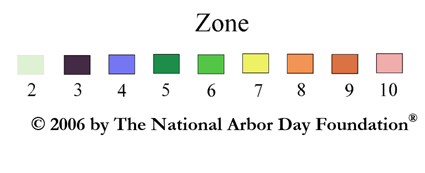 Zone
2 3 4 5 6 7 8 9 10
© 2006 by The National Arbor Day Foundation®